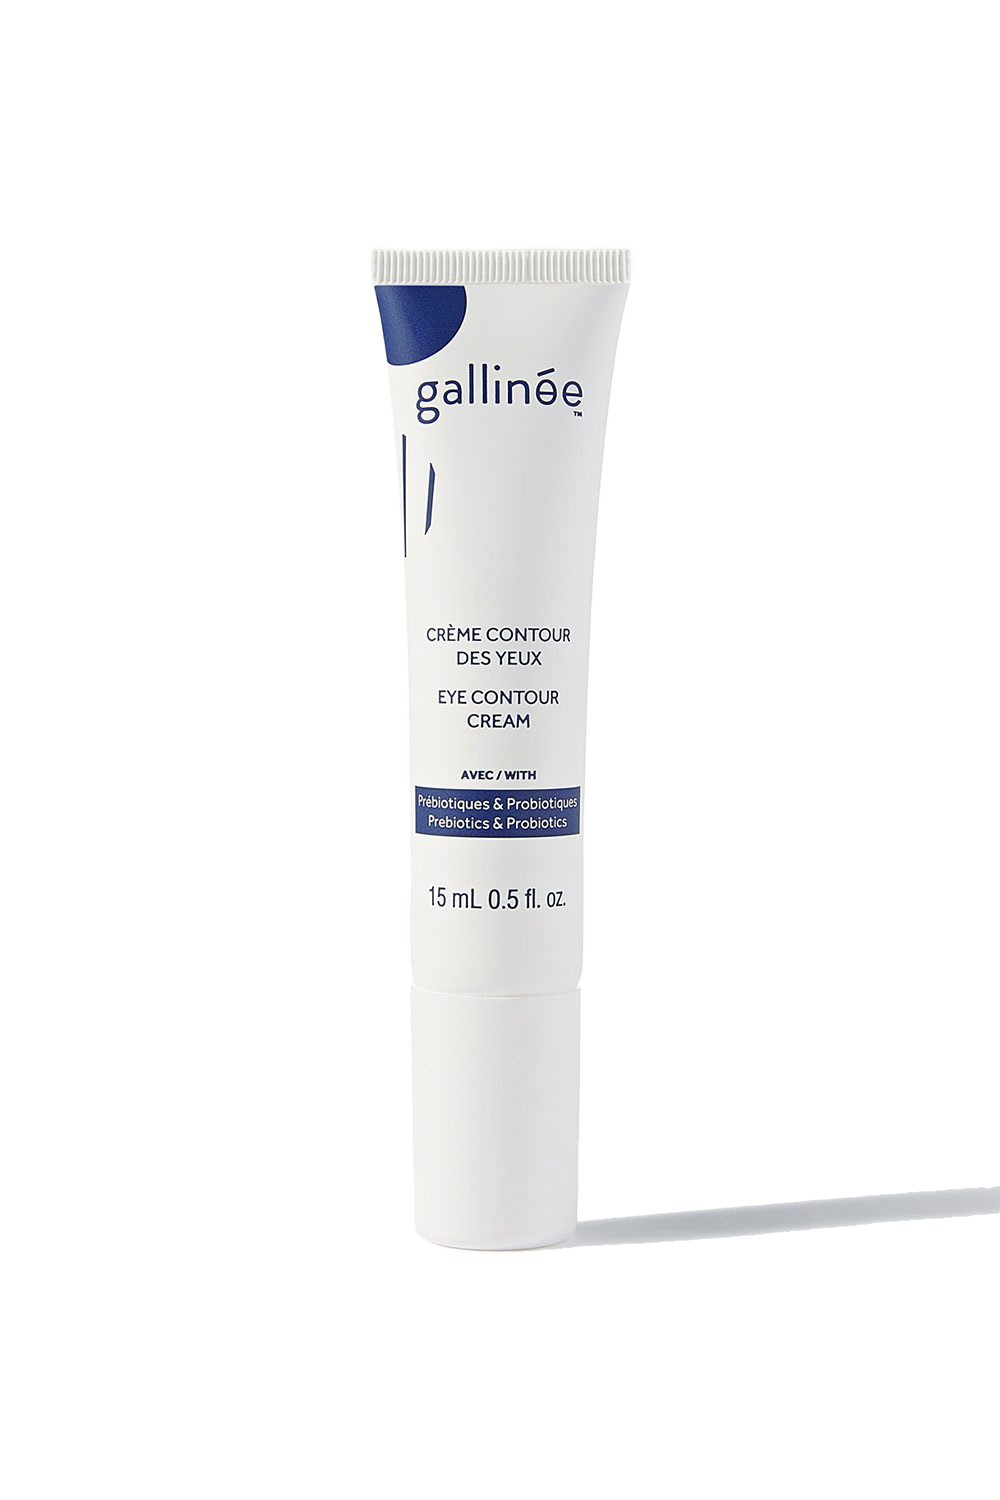 gallinée
™
CRÈME CONTOUR
DES YEUX
EYE CONTOUR
CREAM
AVEC / WITH
Prébiotiques & Probiotiques
Prebiotics & Probiotics
15 mL 0.5 fl. oz.